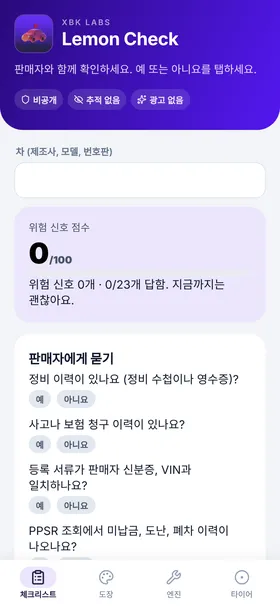 XBK LABS
Lemon Check
판매자와 함께 확인하세요. 예 또는 아니요를 탭하세요.
비공개
추적 없음
광고 없음
차 (제조사, 모델, 번호판)
위험 신호 점수
0/100
위험 신호 0개 · 0/23개 답함. 지금까지는
괜찮아요.
판매자에게 묻기
정비 이력이 있나요 (정비 수첩이나 영수증)?
예
아니요
사고나 보험 청구 이력이 있나요?
예
아니요
등록 서류가 판매자 신분증, VIN과
일치하나요?
예
아니요
PPSR 조회에서 미납금, 도난, 폐차 이력이
나오나요?
체크리스트
도장
엔진
타이어